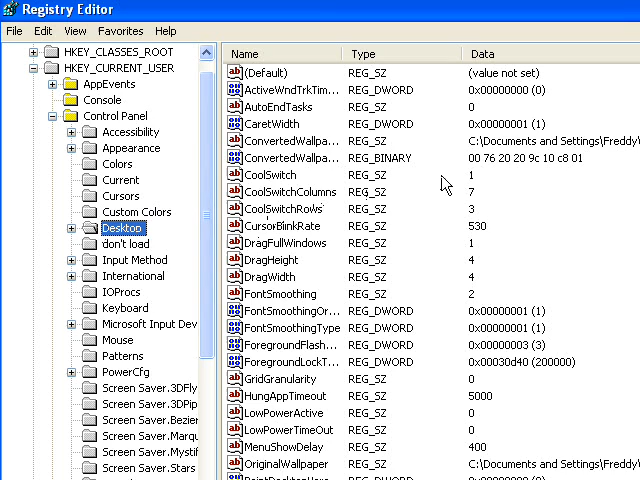 Registry Editor
File Edit View Favorites Help
HKEY_CLASSES_ROOT
HKEY_CURRENT_USER
AppEvents
Console
Control Panel
Accessibility
Appearance
Colors
Current
Cursors
Custom Colors
Desktop
don't load
Input Method
International
IOProcs
Keyboard
Microsoft Input Dev
Mouse
Patterns
PowerCfg
Screen Saver.3DFly
Screen Saver.3DPip
Screen Saver.Bezier
Screen Saver.Marqu
Screen Saver.Mystif
Screen Saver.Stars
Name Type Data
(Default) REG_SZ (value not set)
ActiveWndTrkTim... REG_DWORD 0x00000000 (0)
AutoEndTasks REG_SZ 0
CaretWidth REG_DWORD 0x00000001 (1)
ConvertedWallpa... REG_SZ C:\Documents and Settings\Freddy
ConvertedWallpa... REG_BINARY 00 76 20 20 9c 10 c8 01
CoolSwitch REG_SZ 1
CoolSwitchColumns REG_SZ 7
CoolSwitchRows REG_SZ 3
CursorBlinkRate REG_SZ 530
DragFullWindows REG_SZ 1
DragHeight REG_SZ 4
DragWidth REG_SZ 4
FontSmoothing REG_SZ 2
FontSmoothingOr... REG_DWORD 0x00000001 (1)
FontSmoothingType REG_DWORD 0x00000001 (1)
ForegroundFlash... REG_DWORD 0x00000003 (3)
ForegroundLockT... REG_DWORD 0x00030d40 (200000)
GridGranularity REG_SZ 0
HungAppTimeout REG_SZ 5000
LowPowerActive REG_SZ 0
LowPowerTimeOut REG_SZ 0
MenuShowDelay REG_SZ 400
OriginalWallpaper REG_SZ C:\Documents and Settings\Freddy